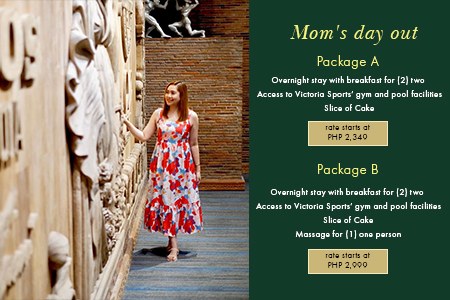 Mom's day out
Package A
Overnight stay with breakfast for (2) two
Access to Victoria Sports' gym and pool facilities
Slice of Cake
rate starts at
PHP 2,349
Package B
Overnight stay with breakfast for (2) two
Access to Victoria Sports' gym and pool facilities
Slice of Cake
Massage for (1) one person
rate starts at
PHP 2,999